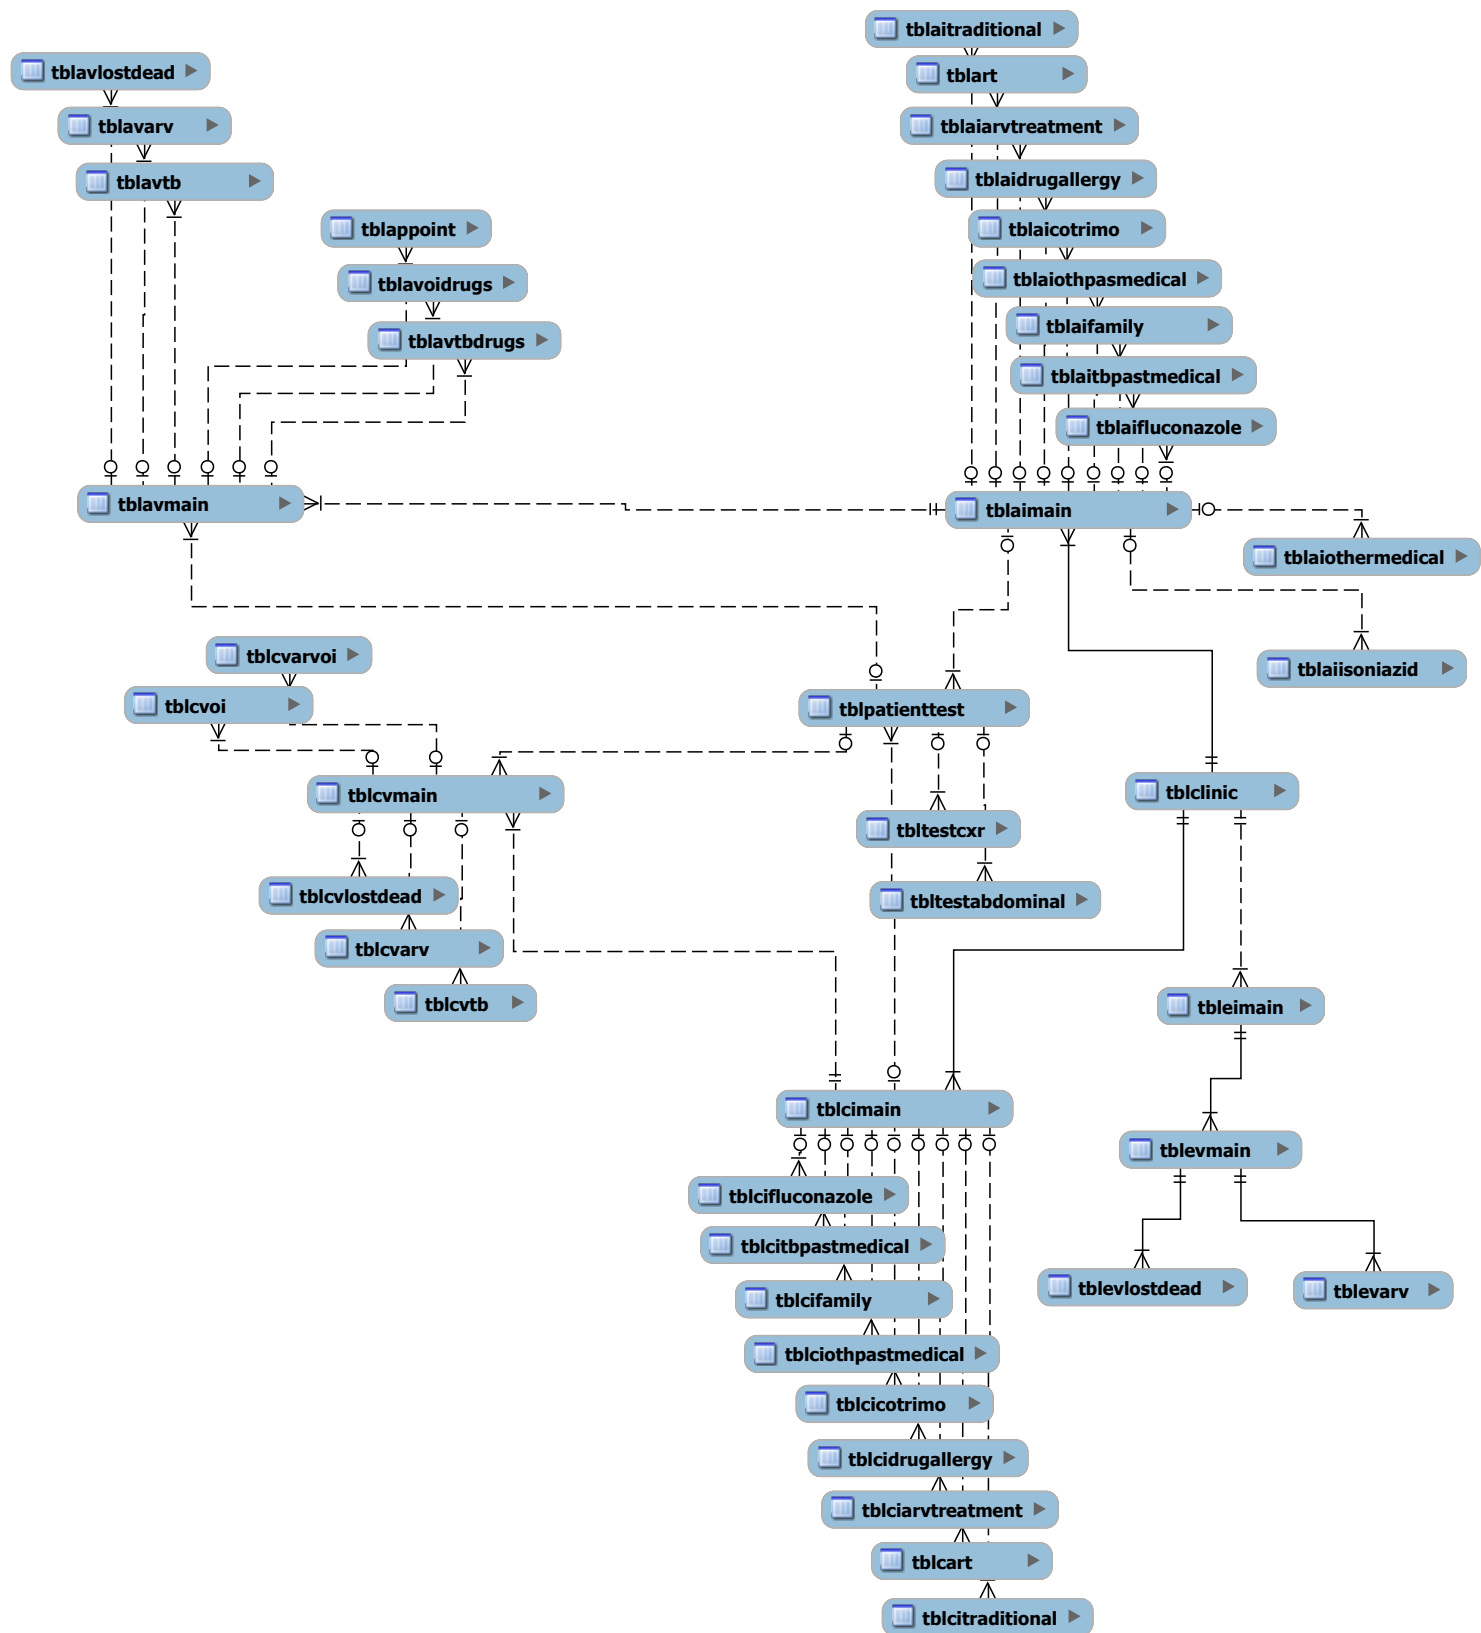 tblaitraditional
tblavlostdead
tblart
tblavarv
tblaiarvtreatment
tblavtb
tblaidrugallergy
tblappoint
tblaicotrimo
tblavoidrugs
tblaiothpasmedical
tblavtbdrugs
tblaifamily
tblaitbpastmedical
tblaifluconazole
tblavmain
tblaimain
tblaiothermedical
tblcvarvoi
tblaiisoniazid
tblcvoi
tblpatienttest
tblcvmain
tblclinic
tbltestcxr
tblcvlostdead
tbltestabdominal
tblcvarv
tblcvtb
tbleimain
tblcimain
tblevmain
tblcifluconazole
tblcitbpastmedical
tblevlostdead
tblevarv
tblcifamily
tblciothpastmedical
tblcicotrimo
tblcidrugallergy
tblciarvtreatment
tblcart
tblcitraditional